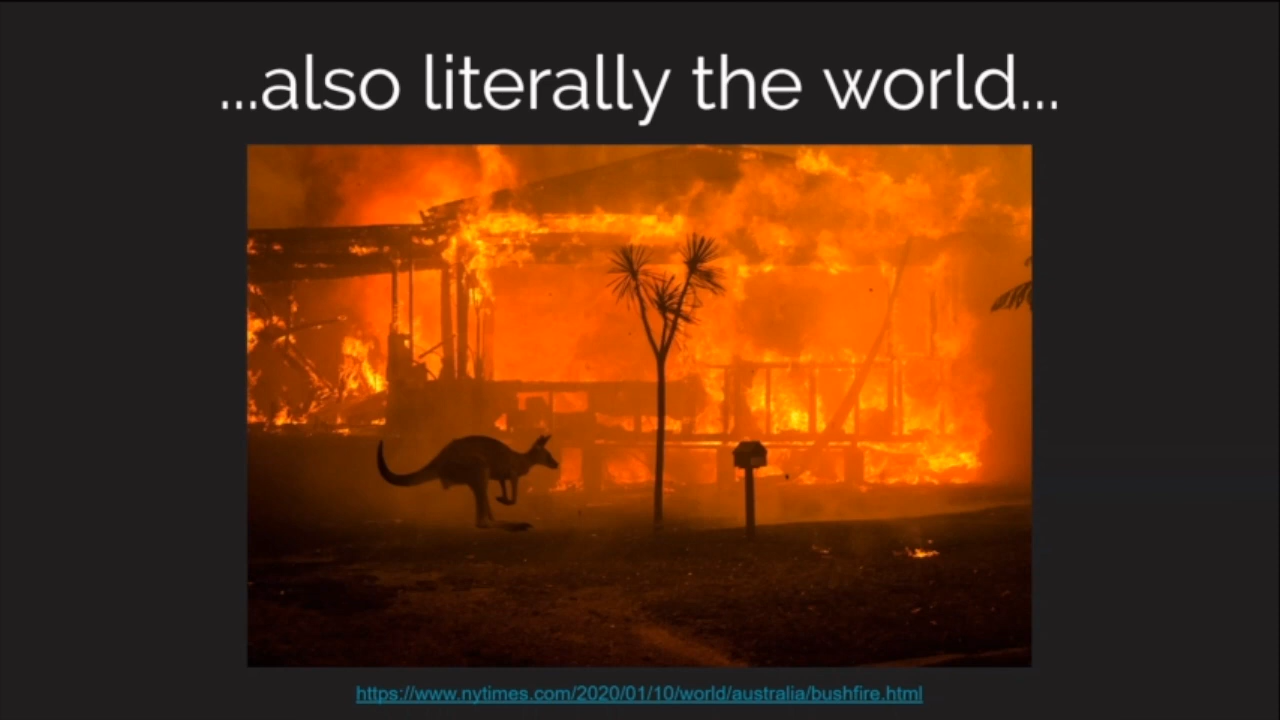 ...also literally the world...
https://www.nytimes.com/2020/01/10/world/australia/bushfire.html